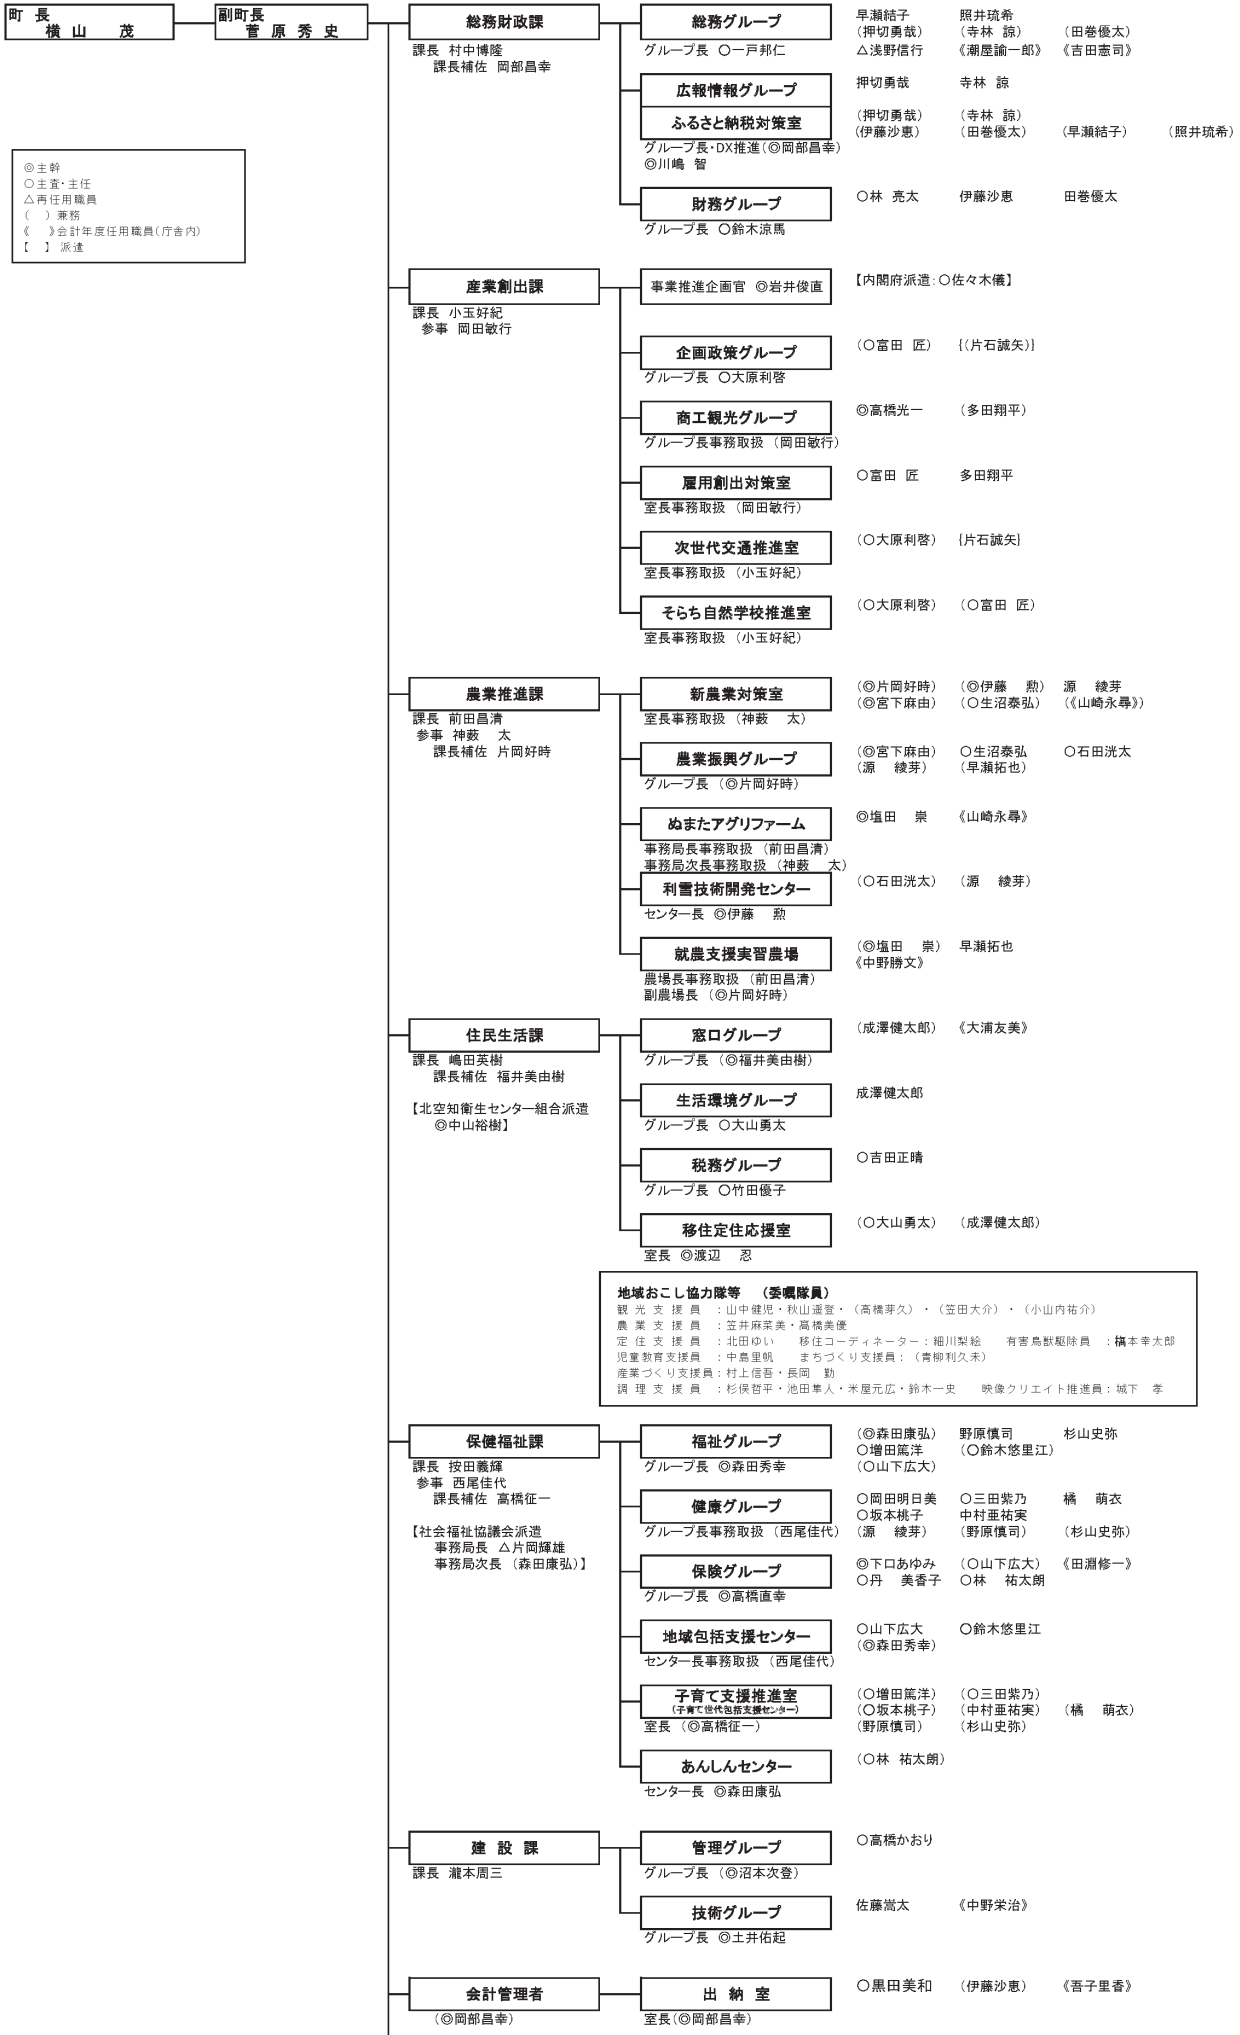 町 長
横 山 茂
副町長
菅 原 秀 史
総務財政課
課長 村中博隆
課長補佐 岡部昌幸
総務グループ
グループ長 〇一戸邦仁
早瀬結子 照井琉希
(押切勇哉) (寺林 諒) (田巻優太)
△浅野信行 《潮屋諭一郎》 《吉田憲司》
広報情報グループ
押切勇哉 寺林 諒
ふるさと納税対策室
(押切勇哉) (寺林 諒)
(伊藤沙恵) (田巻優太) (早瀬結子) (照井琉希)
グループ長・DX推進(◎岡部昌幸)
◎川嶋 智
財務グループ
グループ長 〇鈴木涼馬
〇林 亮太 伊藤沙恵 田巻優太
◎主幹
〇主査・主任
△再任用職員
( )兼務
《 》会計年度任用職員(庁舎内)
【 】派遣
産業創出課
課長 小玉好紀
参事 岡田敏行
事業推進企画官 ◎岩井俊直
【内閣府派遣:〇佐々木儀】
企画政策グループ
グループ長 〇大原利啓
(〇富田 匠) {(片石誠矢)}
商工観光グループ
グループ長事務取扱 (岡田敏行)
◎高橋光一 (多田翔平)
雇用創出対策室
室長事務取扱 (岡田敏行)
〇富田 匠 多田翔平
次世代交通推進室
室長事務取扱 (小玉好紀)
(〇大原利啓) {片石誠矢}
そらち自然学校推進室
室長事務取扱 (小玉好紀)
(〇大原利啓) (〇富田 匠)
農業推進課
課長 前田昌清
参事 神薮 太
課長補佐 片岡好時
新農業対策室
室長事務取扱 (神薮 太)
(◎片岡好時) (◎伊藤 勲) 源 綾芽
(◎宮下麻由) (〇生沼泰弘) (《山崎永尋》)
農業振興グループ
グループ長 (◎片岡好時)
(◎宮下麻由) 〇生沼泰弘 〇石田洸太
(源 綾芽) (早瀬拓也)
ぬまたアグリファーム
事務局長事務取扱 (前田昌清)
事務局次長事務取扱 (神薮 太)
◎塩田 崇 《山崎永尋》
利雪技術開発センター
センター長 ◎伊藤 勲
(〇石田洸太) (源 綾芽)
就農支援実習農場
農場長事務取扱 (前田昌清)
副農場長 (◎片岡好時)
(◎塩田 崇) 早瀬拓也
《中野勝文》
住民生活課
課長 嶋田英樹
課長補佐 福井美由樹
【北空知衛生センター組合派遣
◎中山裕樹】
窓口グループ
グループ長 (◎福井美由樹)
(成澤健太郎) 《大浦友美》
生活環境グループ
グループ長 〇大山勇太
成澤健太郎
税務グループ
グループ長 〇竹田優子
〇吉田正晴
移住定住応援室
室長 ◎渡辺 忍
(〇大山勇太) (成澤健太郎)
地域おこし協力隊等 (委嘱隊員)
観 光 支 援 員 :山中健児・秋山遥登・(高橋芽久)・(笠田大介)・(小山内祐介)
農 業 支 援 員 :笠井麻菜美・髙橋美優
定 住 支 援 員 :北田ゆい 移住コーディネーター:細川梨絵 有害鳥獣駆除員 :槁本幸太郎
児童教育支援員 :中島里帆 まちづくり支援員:(青柳利久未)
産業づくり支援員:村上信吾・長岡 勤
調 理 支 援 員 :杉俣哲平・池田隼人・米屋元広・鈴木一史 映像クリエイト推進員:城下 孝
保健福祉課
課長 按田義輝
参事 西尾佳代
課長補佐 高橋征一
【社会福祉協議会派遣
事務局長 △片岡輝雄
事務局次長 (森田康弘)】
福祉グループ
グループ長 ◎森田秀幸
(◎森田康弘) 野原慎司 杉山史弥
〇増田篤洋 (〇鈴木悠里江)
(〇山下広大)
健康グループ
グループ長事務取扱 (西尾佳代)
〇岡田明日美 〇三田紫乃 橘 萌衣
〇坂本桃子 中村亜祐実
(源 綾芽) (野原慎司) (杉山史弥)
保険グループ
グループ長 ◎高橋直幸
◎下口あゆみ (〇山下広大) 《田淵修一》
〇丹 美香子 〇林 祐太朗
地域包括支援センター
センター長事務取扱 (西尾佳代)
〇山下広大 〇鈴木悠里江
(◎森田秀幸)
子育て支援推進室
(子育て世代包括支援センター)
室長 (◎高橋征一)
(〇増田篤洋) (〇三田紫乃)
(〇坂本桃子) (中村亜祐実) (橘 萌衣)
(野原慎司) (杉山史弥)
あんしんセンター
センター長 ◎森田康弘
(〇林 祐太朗)
建 設 課
課長 瀧本周三
管理グループ
グループ長 (◎沼本次登)
〇高橋かおり
技術グループ
グループ長 ◎土井佑起
佐藤嵩太 《中野栄治》
会計管理者
(◎岡部昌幸)
出 納 室
室長(◎岡部昌幸)
〇黒田美和 (伊藤沙恵) 《吾子里香》